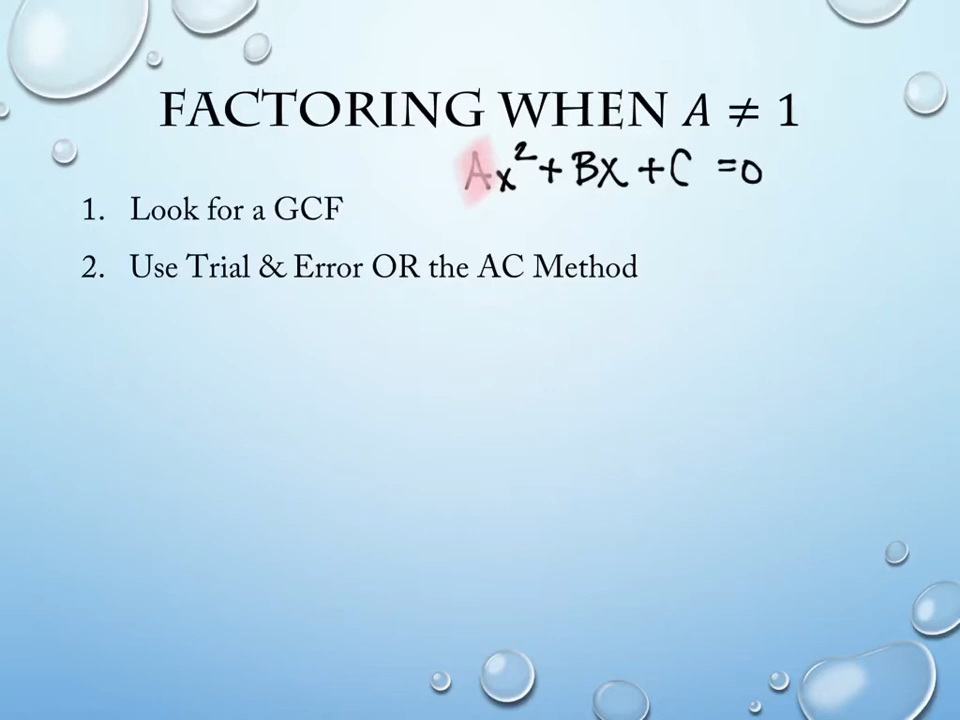 FACTORING WHEN A ≠ 1
Ax²+Bx+C =0
1. Look for a GCF
2. Use Trial & Error OR the AC Method